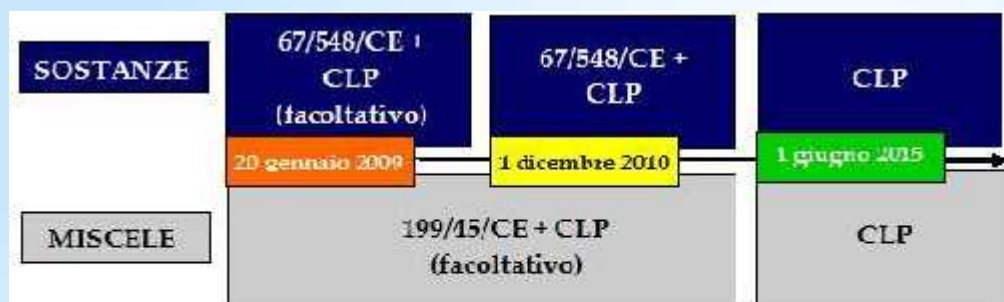 SOSTANZE
67/548/CE +
CLP
(facoltativo)
67/548/CE +
CLP
CLP
20 gennaio 2009
1 dicembre 2010
1 giugno 2015
MISCELE
199/45/CE + CLP
(facoltativo)
CLP